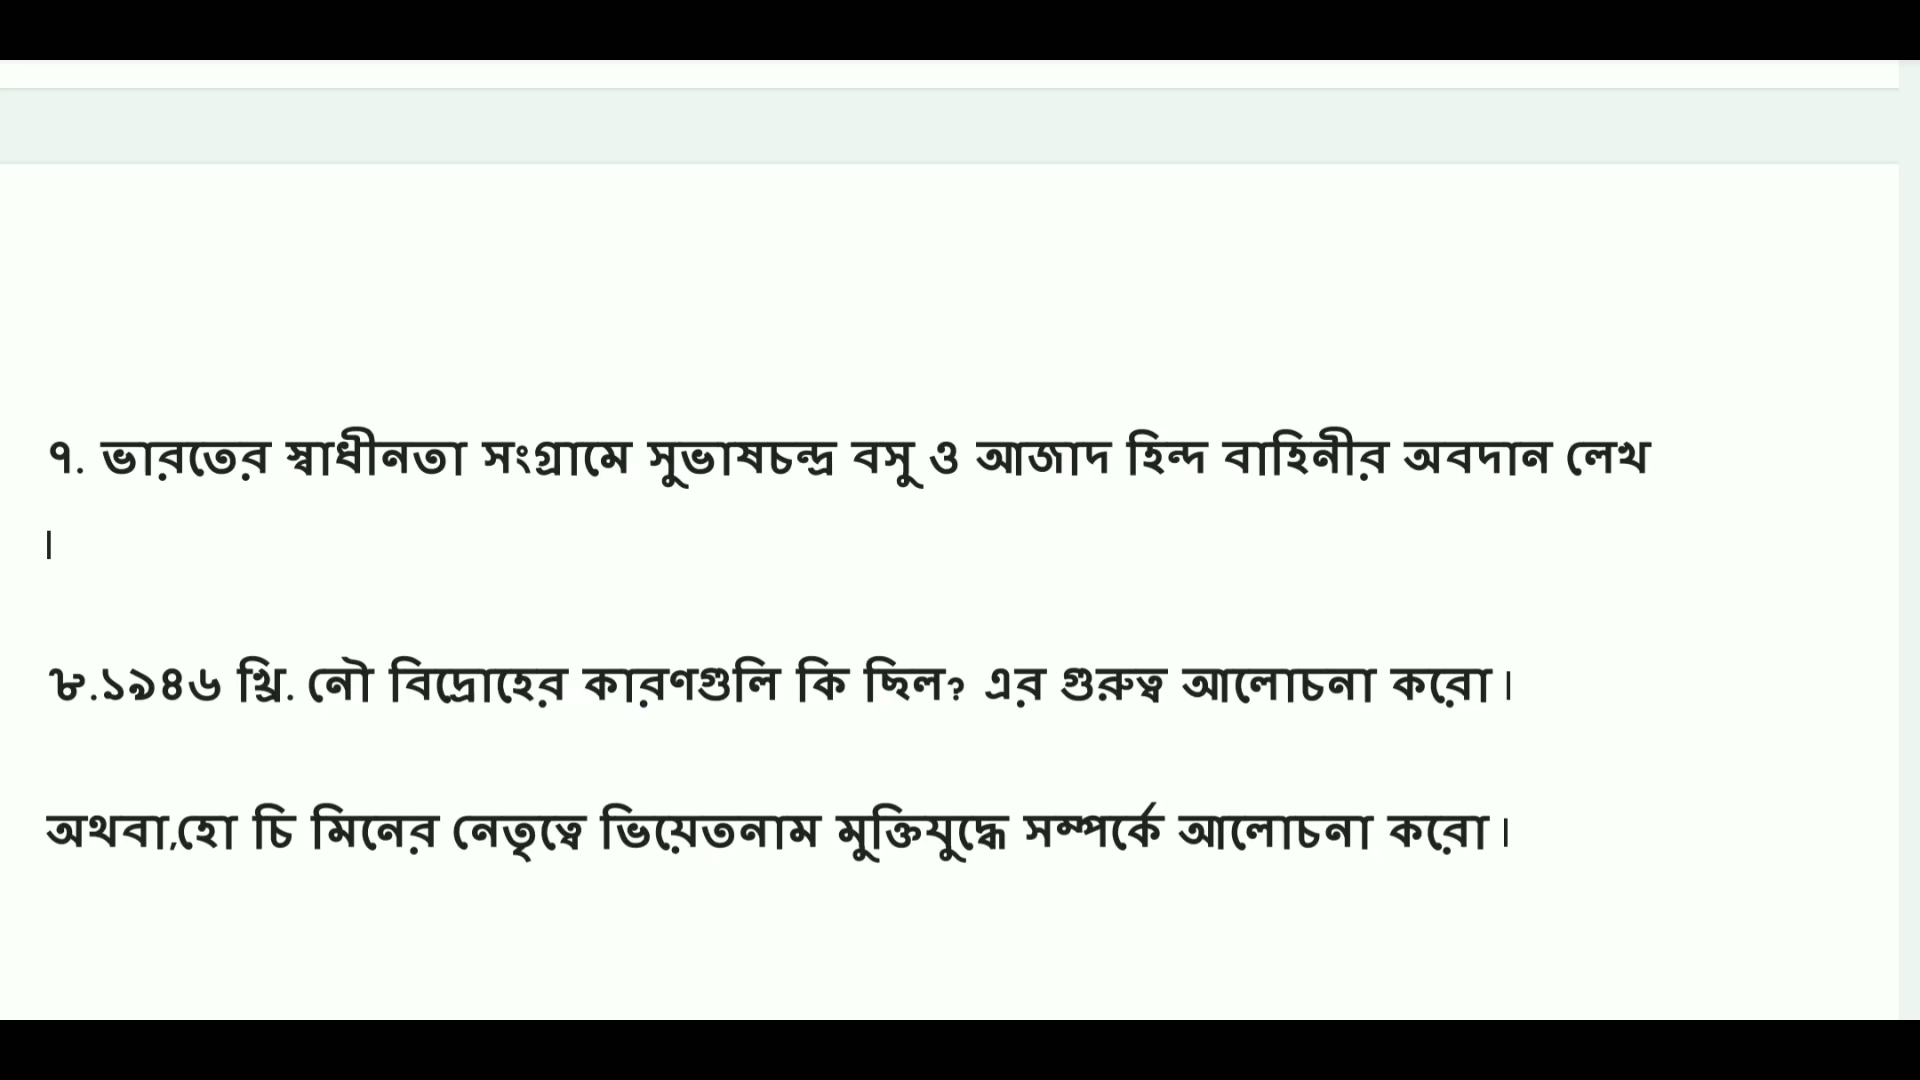 ৭. ভারতের স্বাধীনতা সংগ্রামে সুভাষচন্দ্র বসু ও আজাদ হিন্দ বাহিনীর অবদান লেখ
।
৮.১৯৪৬ খ্রি. নৌ বিদ্রোহের কারণগুলি কি ছিল? এর গুরুত্ব আলোচনা করো।
অথবা,হো চি মিনের নেতৃত্বে ভিয়েতনাম মুক্তিযুদ্ধে সম্পর্কে আলোচনা করো।